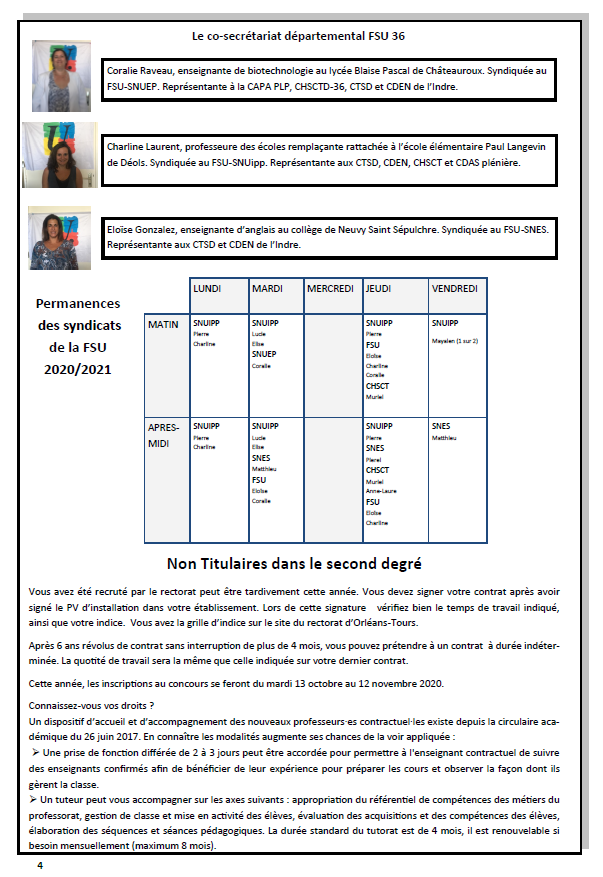 Le co-secrétariat départemental FSU 36
Coralie Raveau, enseignante de biotechnologie au lycée Blaise Pascal de Châteauroux. Syndiquée au
FSU-SNUEP. Représentante à la CAPA PLP, CHSCTD-36, CTSD et CDEN de l'Indre.
Charline Laurent, professeure des écoles remplaçante rattachée à l'école élémentaire Paul Langevin
de Déols. Syndiquée au FSU-SNUipp. Représentante aux CTSD, CDEN, CHSCT et CDAS plénière.
Eloïse Gonzalez, enseignante d'anglais au collège de Neuvy Saint Sépulchre. Syndiquée au FSU-SNES.
Représentante aux CTSD et CDEN de l'Indre.
Permanences
des syndicats
de la FSU
2020/2021
LUNDI MARDI MERCREDI JEUDI VENDREDI
MATIN
SNUIPP
Pierre
Charline
SNUIPP
Lucie
Elise
SNUEP
Coralie
SNUIPP
Pierre
FSU
Eloïse
Charline
Coralie
CHSCT
Muriel
SNUIPP
Mayalen (1 sur 2)
APRES-
MIDI
SNUIPP
Pierre
Charline
SNUIPP
Lucie
Elise
SNES
Matthieu
FSU
Eloïse
Coralie
SNUIPP
Pierre
SNES
Pierel
CHSCT
Muriel
Anne-Laure
FSU
Eloïse
Charline
SNES
Matthieu
Non Titulaires dans le second degré
Vous avez été recruté par le rectorat peut être tardivement cette année. Vous devez signer votre contrat après avoir
signé le PV d'installation dans votre établissement. Lors de cette signature vérifiez bien le temps de travail indiqué,
ainsi que votre indice. Vous avez la grille d'indice sur le site du rectorat d'Orléans-Tours.
Après 6 ans révolus de contrat sans interruption de plus de 4 mois, vous pouvez prétendre à un contrat à durée indéter-
minée. La quotité de travail sera la même que celle indiquée sur votre dernier contrat.
Cette année, les inscriptions au concours se feront du mardi 13 octobre au 12 novembre 2020.
Connaissez-vous vos droits ?
Un dispositif d'accueil et d'accompagnement des nouveaux professeurs·es contractuel·les existe depuis la circulaire aca-
démique du 26 juin 2017. En connaître les modalités augmente ses chances de la voir appliquée :
➢ Une prise de fonction différée de 2 à 3 jours peut être accordée pour permettre à l'enseignant contractuel de suivre
des enseignants confirmés afin de bénéficier de leur expérience pour préparer les cours et observer la façon dont ils
gèrent la classe.
➢ Un tuteur peut vous accompagner sur les axes suivants : appropriation du référentiel de compétences des métiers du
professorat, gestion de classe et mise en activité des élèves, évaluation des acquisitions et des compétences des élèves,
élaboration des séquences et séances pédagogiques. La durée standard du tutorat est de 4 mois, il est renouvelable si
besoin mensuellement (maximum 8 mois).
4